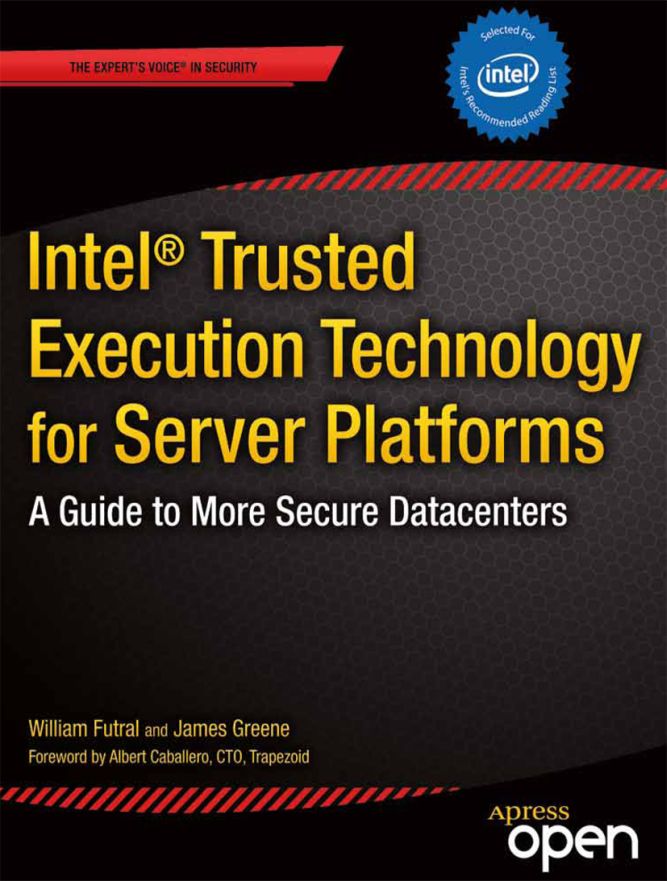 THE EXPERT'S VOICE® IN SECURITY
Selected For
intel
Intel's Recommended Reading List
Intel® Trusted
Execution Technology
for Server Platforms
A Guide to More Secure Datacenters
William Futral and James Greene
Foreword by Albert Caballero, CTO, Trapezoid
Apress
open